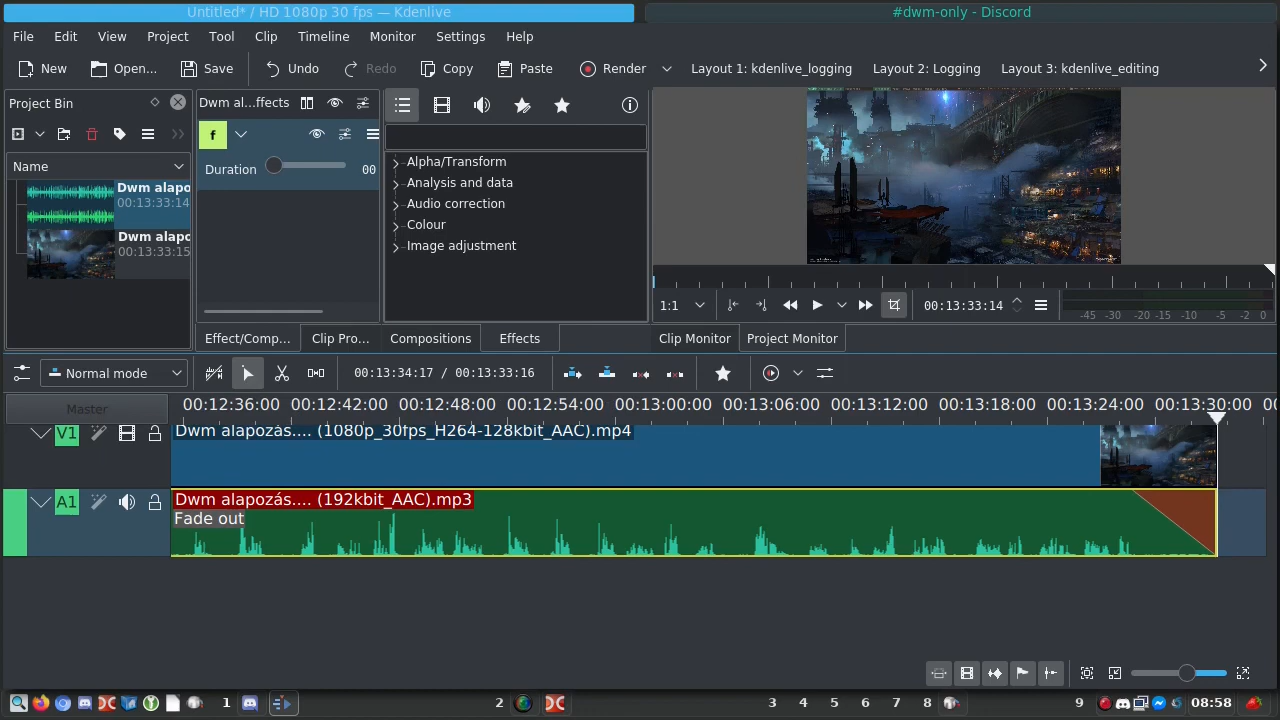 Untitled* / HD 1080p 30 fps — Kdenlive
#dwm-only - Discord
File Edit View Project Tool Clip Timeline Monitor Settings Help
New Open... Save Undo Redo Copy Paste Render Layout 1: kdenlive_logging Layout 2: Logging Layout 3: kdenlive_editing
Project Bin
Dwm al...ffects
f
Name
Duration 00
Dwm alapo
00:13:33:14
Dwm alapo
00:13:33:15
Alpha/Transform
Analysis and data
Audio correction
Colour
Image adjustment
1:1 00:13:33:14
-45 -30 -20 -15 -10 -5 -2 0
Effect/Comp... Clip Pro... Compositions Effects Clip Monitor Project Monitor
Normal mode 00:13:34:17 / 00:13:33:16
Master
00:12:36:00 00:12:42:00 00:12:48:00 00:12:54:00 00:13:00:00 00:13:06:00 00:13:12:00 00:13:18:00 00:13:24:00 00:13:30:00 00
V1 Dwm alapozás.... (1080p_30fps_H264-128kbit_AAC).mp4
A1 Dwm alapozás.... (192kbit_AAC).mp3
Fade out
1 2 3 4 5 6 7 8 9 08:58